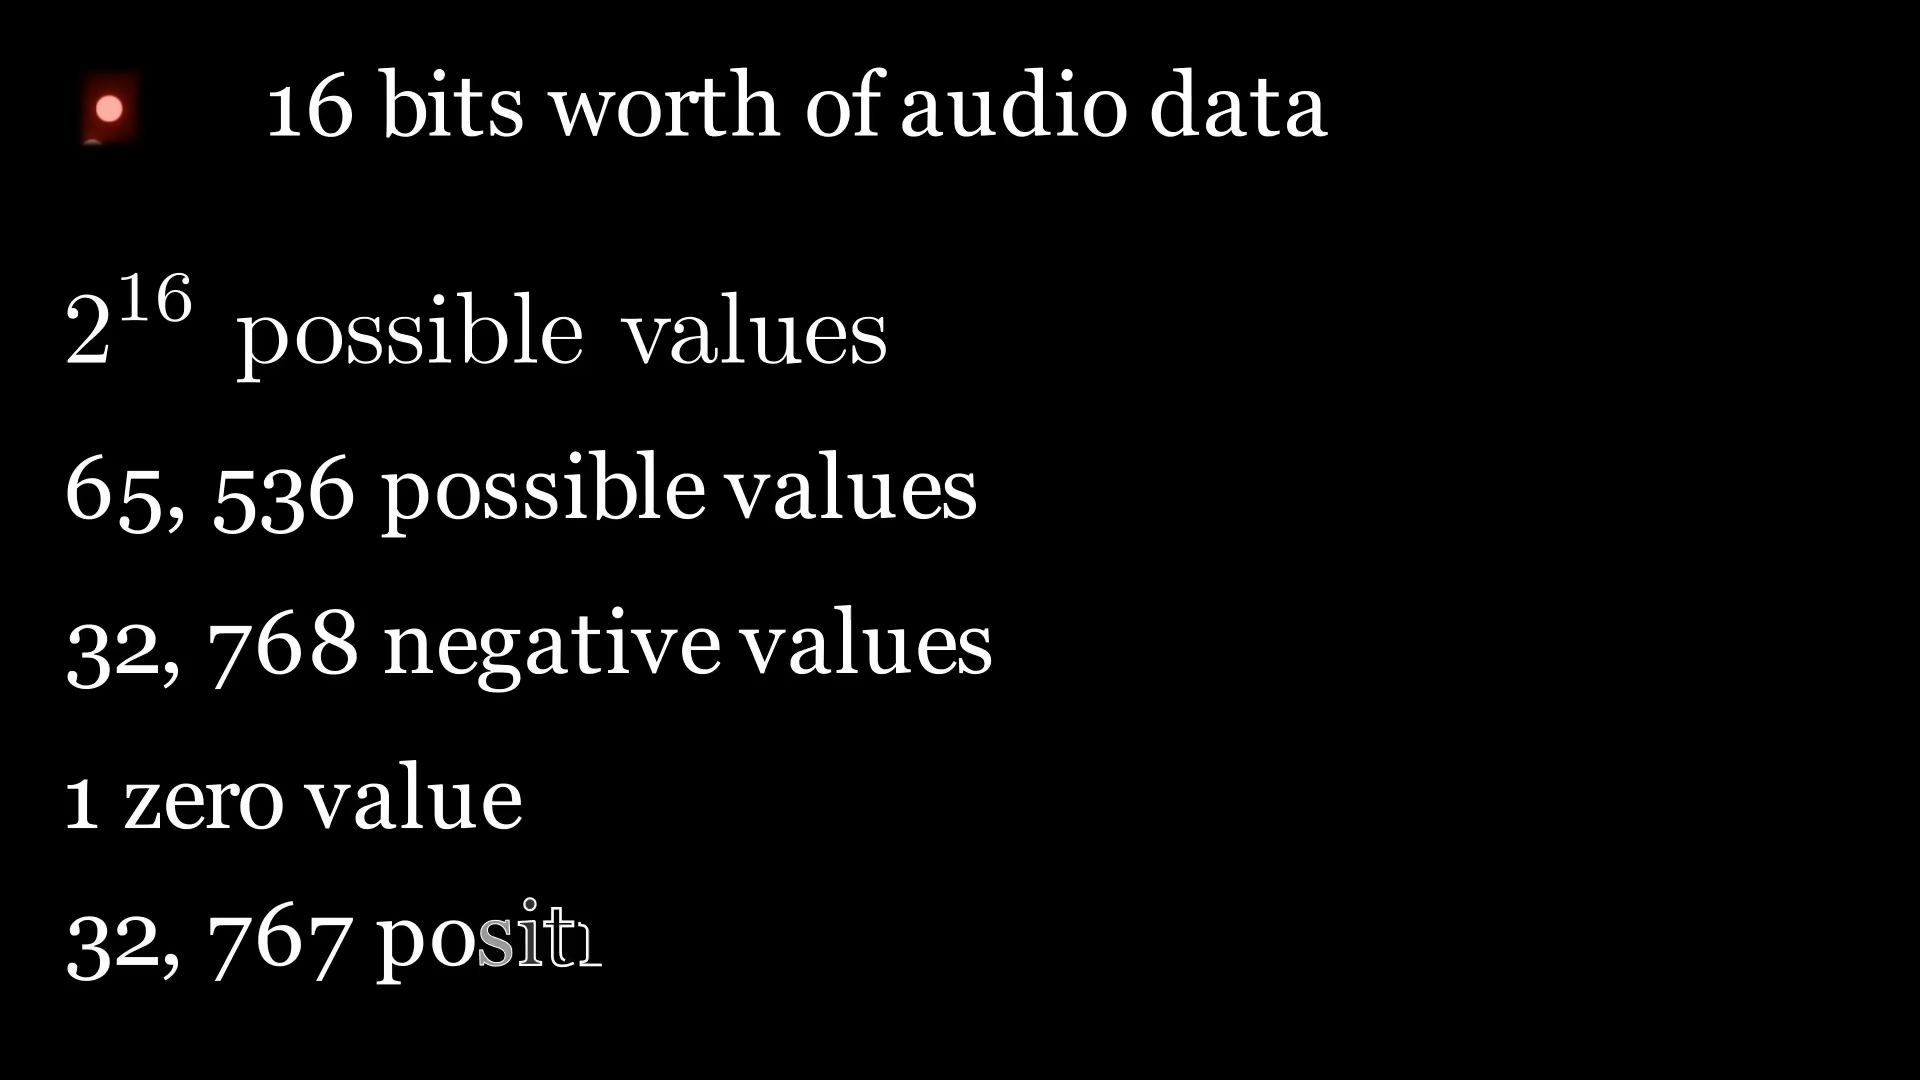 16 bits worth of audio data
2^16 possible values
65, 536 possible values
32, 768 negative values
1 zero value
32, 767 posit